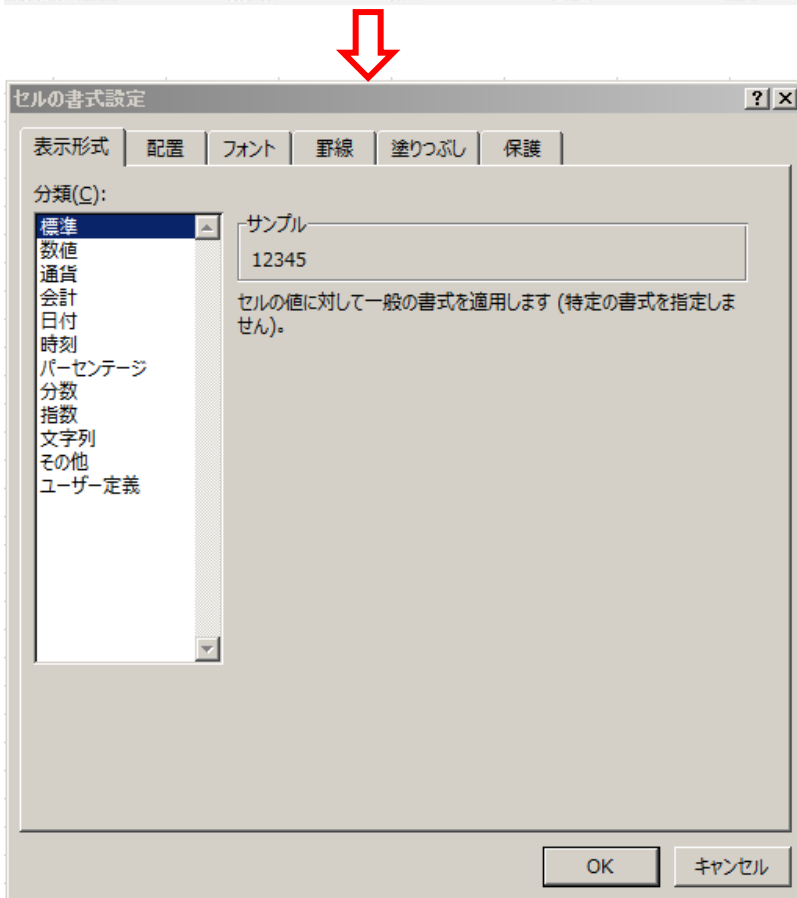 セルの書式設定
表示形式 配置 フォント 罫線 塗りつぶし 保護
分類(C):
標準
数値
通貨
会計
日付
時刻
パーセンテージ
分数
指数
文字列
その他
ユーザー定義
サンプル
12345
セルの値に対して一般の書式を適用します (特定の書式を指定しま
せん)。
OK キャンセル